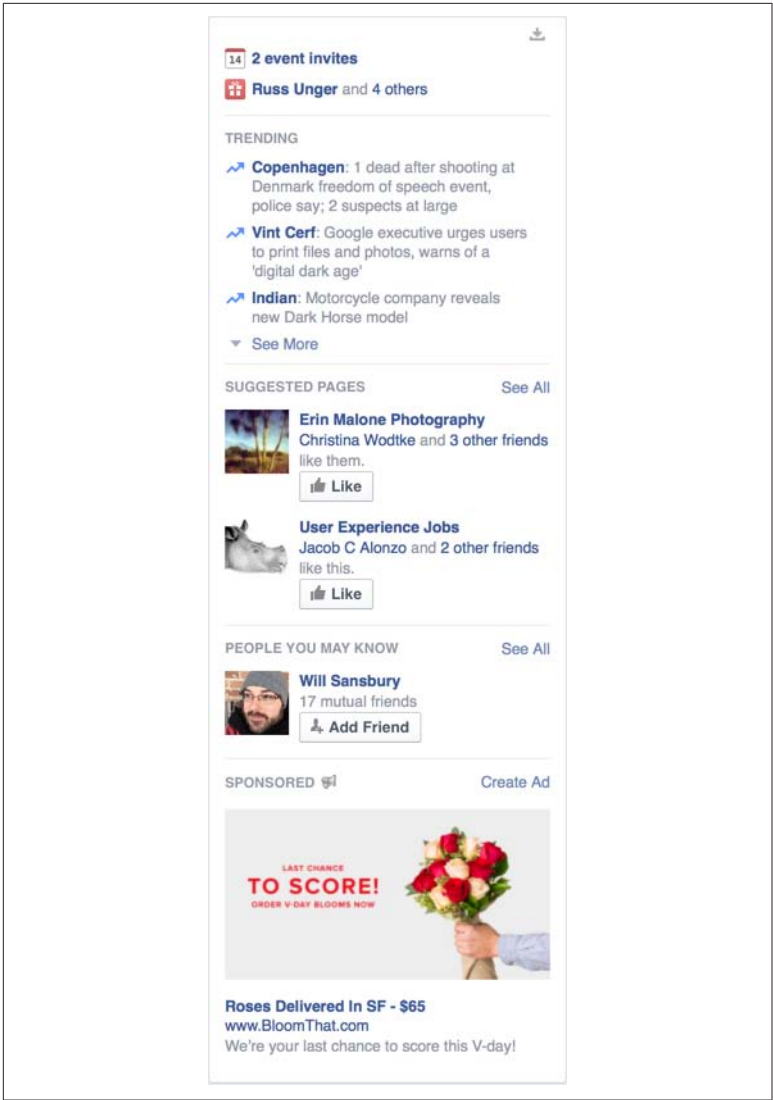 14 2 event invites
Russ Unger and 4 others
TRENDING
Copenhagen: 1 dead after shooting at
Denmark freedom of speech event,
police say; 2 suspects at large
Vint Cerf: Google executive urges users
to print files and photos, warns of a
'digital dark age'
Indian: Motorcycle company reveals
new Dark Horse model
See More
SUGGESTED PAGES See All
Erin Malone Photography
Christina Wodtke and 3 other friends
like them.
Like
User Experience Jobs
Jacob C Alonzo and 2 other friends
like this.
Like
PEOPLE YOU MAY KNOW See All
Will Sansbury
17 mutual friends
Add Friend
SPONSORED Create Ad
LAST CHANCE
TO SCORE!
ORDER V-DAY BLOOMS NOW
Roses Delivered In SF - $65
www.BloomThat.com
We're your last chance to score this V-day!